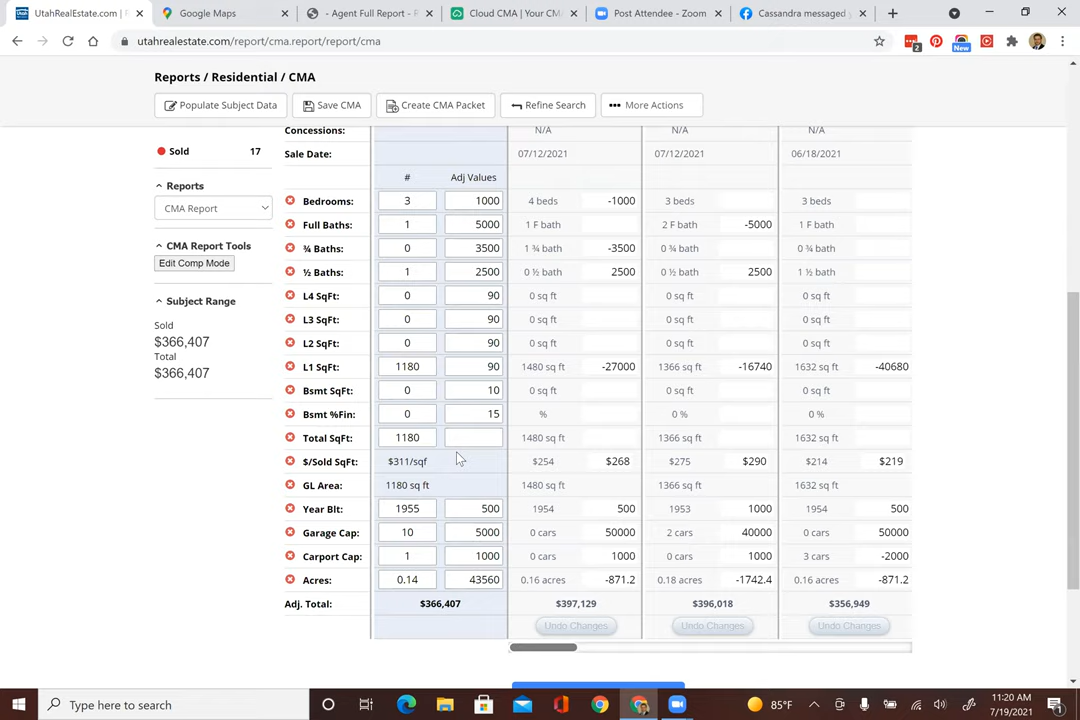 UtahRealEstate.com | R
Google Maps
- Agent Full Report - R
Cloud CMA | Your CM
Post Attendee - Zoom
Cassandra messaged y
utahrealestate.com/report/cma.report/report/cma
2
New
Reports / Residential / CMA
Populate Subject Data
Save CMA
Create CMA Packet
Refine Search
More Actions
Sold 17
Reports
CMA Report
CMA Report Tools
Edit Comp Mode
Subject Range
Sold
$366,407
Total
$366,407
Concessions: N/A N/A N/A
Sale Date: 07/12/2021 07/12/2021 06/18/2021
# Adj Values
Bedrooms: 3 1000 4 beds -1000 3 beds 3 beds
Full Baths: 1 5000 1 F bath 2 F bath -5000 1 F bath
¾ Baths: 0 3500 1 ¾ bath -3500 0 ¾ bath 0 ¾ bath
½ Baths: 1 2500 0 ½ bath 2500 0 ½ bath 2500 1 ½ bath
L4 SqFt: 0 90 0 sq ft 0 sq ft 0 sq ft
L3 SqFt: 0 90 0 sq ft 0 sq ft 0 sq ft
L2 SqFt: 0 90 0 sq ft 0 sq ft 0 sq ft
L1 SqFt: 1180 90 1480 sq ft -27000 1366 sq ft -16740 1632 sq ft -40680
Bsmt SqFt: 0 10 0 sq ft 0 sq ft 0 sq ft
Bsmt %Fin: 0 15 % 0 % 0 %
Total SqFt: 1180 1480 sq ft 1366 sq ft 1632 sq ft
$/Sold SqFt: $311/sqf $254 $268 $275 $290 $214 $219
GL Area: 1180 sq ft 1480 sq ft 1366 sq ft 1632 sq ft
Year Blt: 1955 500 1954 500 1953 1000 1954 500
Garage Cap: 10 5000 0 cars 50000 2 cars 40000 0 cars 50000
Carport Cap: 1 1000 0 cars 1000 0 cars 1000 3 cars -2000
Acres: 0.14 43560 0.16 acres -871.2 0.18 acres -1742.4 0.16 acres -871.2
Adj. Total: $366,407 $397,129 $396,018 $356,949
Undo Changes Undo Changes Undo Changes
Type here to search
85°F
11:20 AM
7/19/2021
1